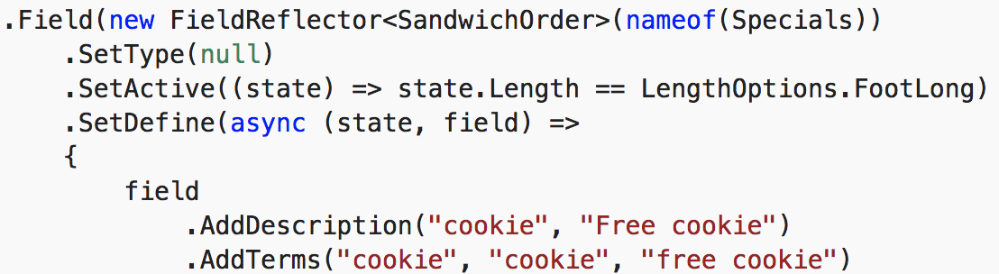 .Field(new FieldReflector<SandwichOrder>(nameof(Specials))
    .SetType(null)
    .SetActive((state) => state.Length == LengthOptions.FootLong)
    .SetDefine(async (state, field) =>
    {
        field
            .AddDescription("cookie", "Free cookie")
            .AddTerms("cookie", "cookie", "free cookie")